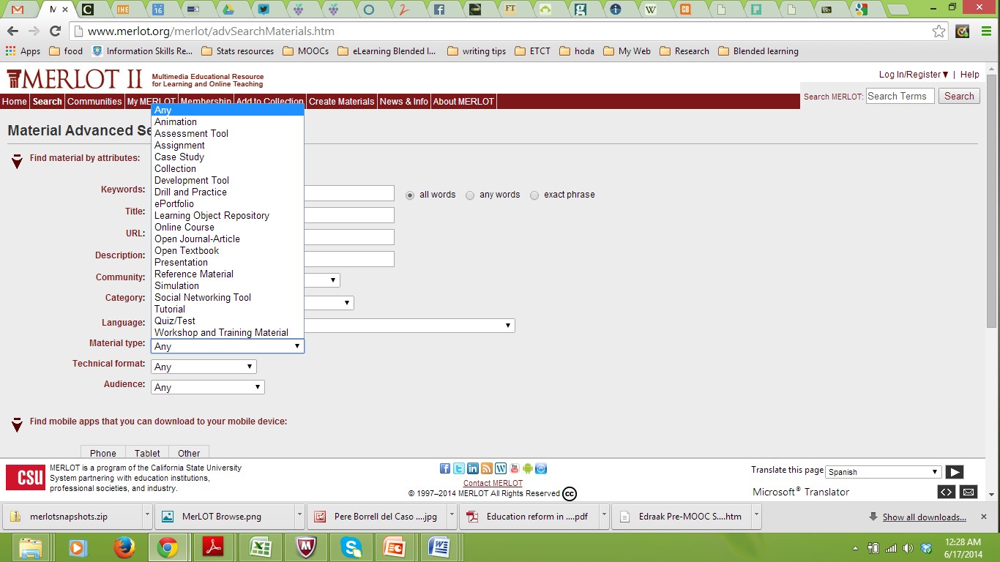 M
C
IHE
16
FT
W
CB
Bb
g
www.merlot.org/merlot/advSearchMaterials.htm
Apps food Information Skills Re... Stats resources MOOCs eLearning Blended l... writing tips ETCT hoda My Web Research Blended learning
MERLOT II Multimedia Educational Resource
for Learning and Online Teaching
Log In/Register | Help
Home Search Communities My MERLOT Membership Add to Collection Create Materials News & Info About MERLOT
Search MERLOT: Search Terms Search
Any
Animation
Material Advanced Se
Assessment Tool
Assignment
Find material by attributes:
Case Study
Collection
Development Tool
Keywords: all words any words exact phrase
Drill and Practice
ePortfolio
Title:
Learning Object Repository
Online Course
URL:
Open Journal-Article
Open Textbook
Description:
Presentation
Reference Material
Community:
Simulation
Category:
Social Networking Tool
Tutorial
Language:
Quiz/Test
Workshop and Training Material
Material type: Any
Technical format: Any
Audience: Any
Find mobile apps that you can download to your mobile device:
Phone Tablet Other
CSU
MERLOT is a program of the California State University
System partnering with education institutions,
professional societies, and industry.
Contact MERLOT
© 1997–2014 MERLOT All Rights Reserved cc
Translate this page Spanish
Microsoft® Translator
merlotsnapshots.zip MerLOT Browse.png Pere Borrell del Caso ....jpg Education reform in ....pdf Edraak Pre-MOOC S....htm Show all downloads...
12:28 AM
6/17/2014